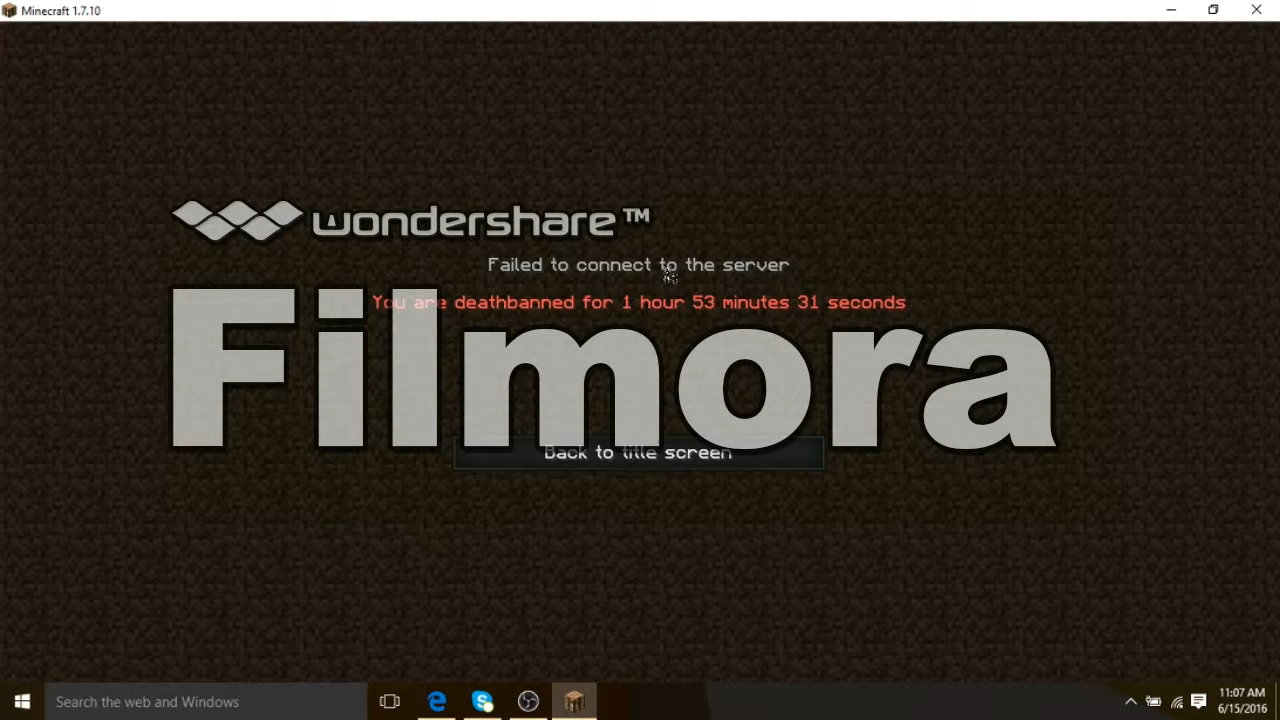 Minecraft 1.7.10
wondershare™
Failed to connect to the server
You are deathbanned for 1 hour 53 minutes 31 seconds
Filmora
Back to title screen
Search the web and Windows
11:07 AM
6/15/2016